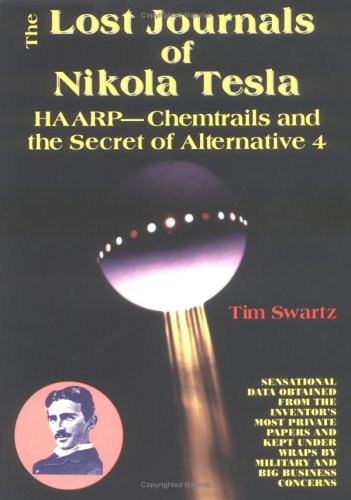 The Lost Journals
of
Nikola Tesla
HAARP—Chemtrails and
the Secret of Alternative 4
Tim Swartz
SENSATIONAL
DATA OBTAINED
FROM THE
INVENTOR'S
MOST PRIVATE
PAPERS AND
KEPT UNDER
WRAPS BY
MILITARY AND
BIG BUSINESS
CONCERNS